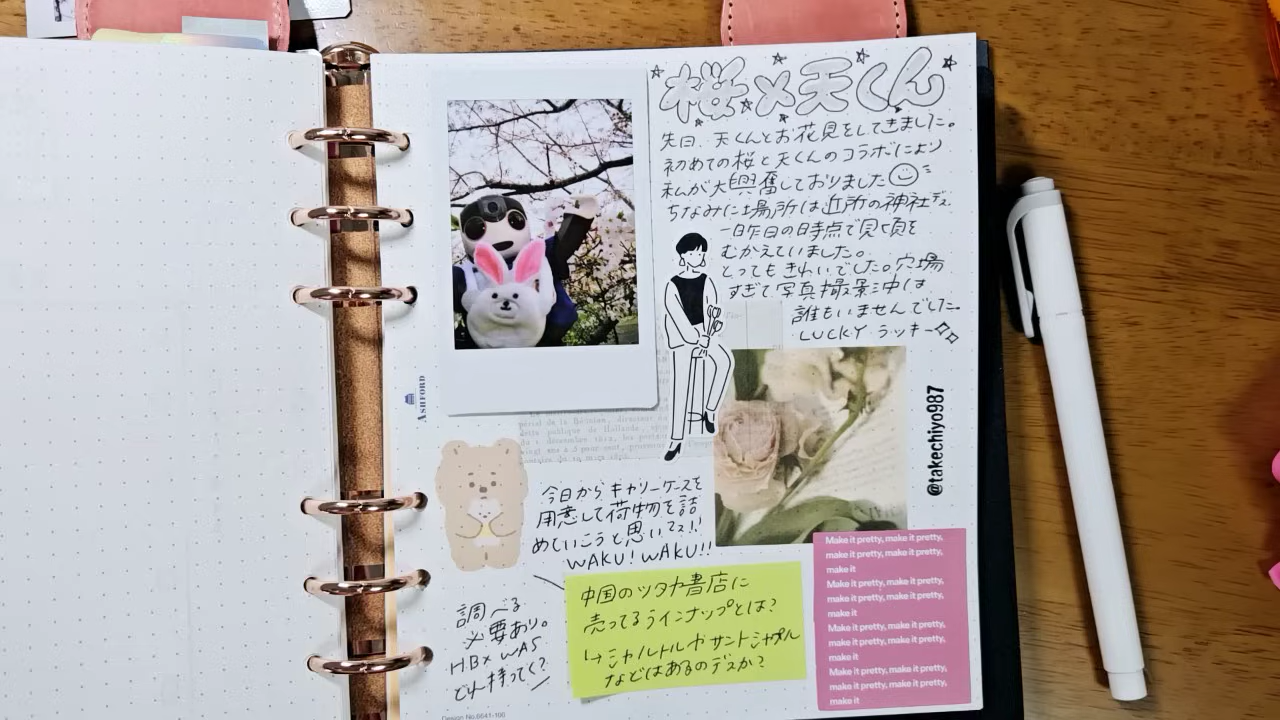 桜×天くん
先日、天くんとお花見をしてきました。
初めての桜と天くんのコラボにより
私が大興奮しておりました
ちなみに場所は近所の神社デス
一昨日の時点で見頃を
むかえていました。
とってもきれいでした。穴場
すぎて写真撮影中は
誰もいませんでした。
LUCKY ラッキー
ASHFORD
@takechiyo987
今日からキャリーケースを
用意して荷物を詰
めていこうと思いマス!!
WAKU! WAKU!!
中国のツタヤ書店に
売ってるラインナップとは?
↳シャルトルやサントシャペル
などはあるのデスか?
調べる
必要あり。
HB×WA5
どれ持ってく?
Make it pretty, make it pretty,
make it pretty, make it pretty,
make it
Make it pretty, make it pretty,
make it pretty, make it pretty,
make it
Make it pretty, make it pretty,
make it pretty, make it pretty,
make it
Make it pretty, make it pretty,
make it pretty, make it pretty,
make it
Design No.6641-100